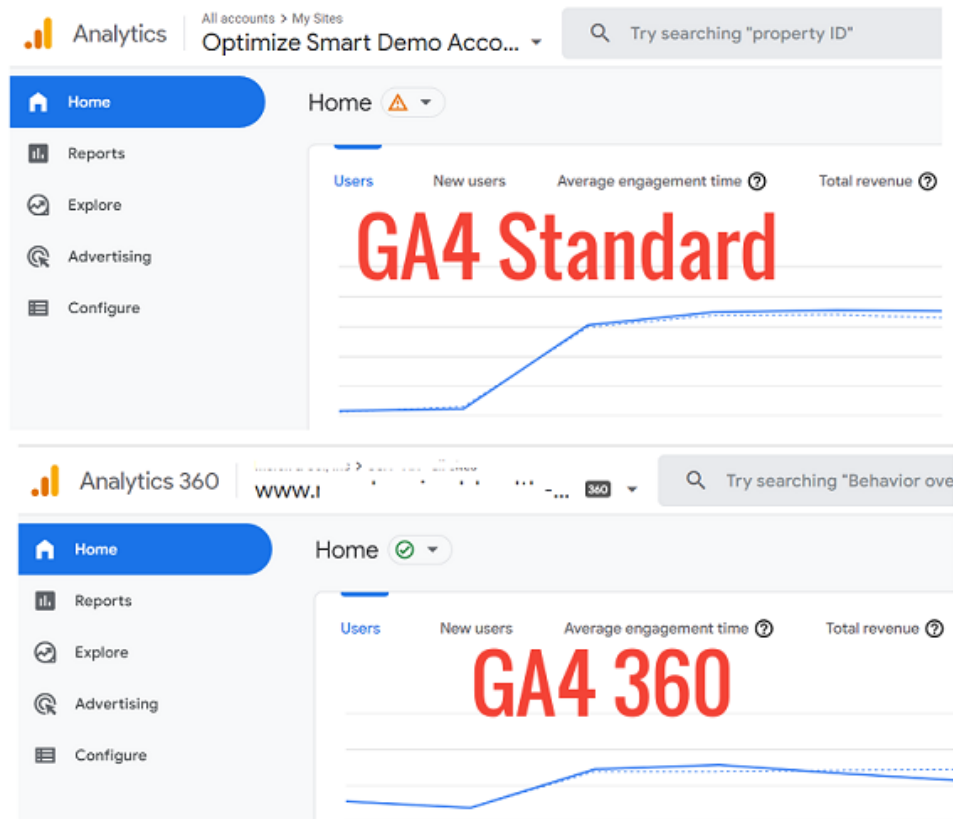 All accounts > My Sites
Analytics
Optimize Smart Demo Acco...
Try searching "property ID"
Home
Home
Reports
Users
New users
Average engagement time
Total revenue
Explore
GA4 Standard
Advertising
Configure
Analytics 360
www.
-...
360
Try searching "Behavior ove
Home
Home
Reports
Users
New users
Average engagement time
Total revenue
Explore
GA4 360
Advertising
Configure